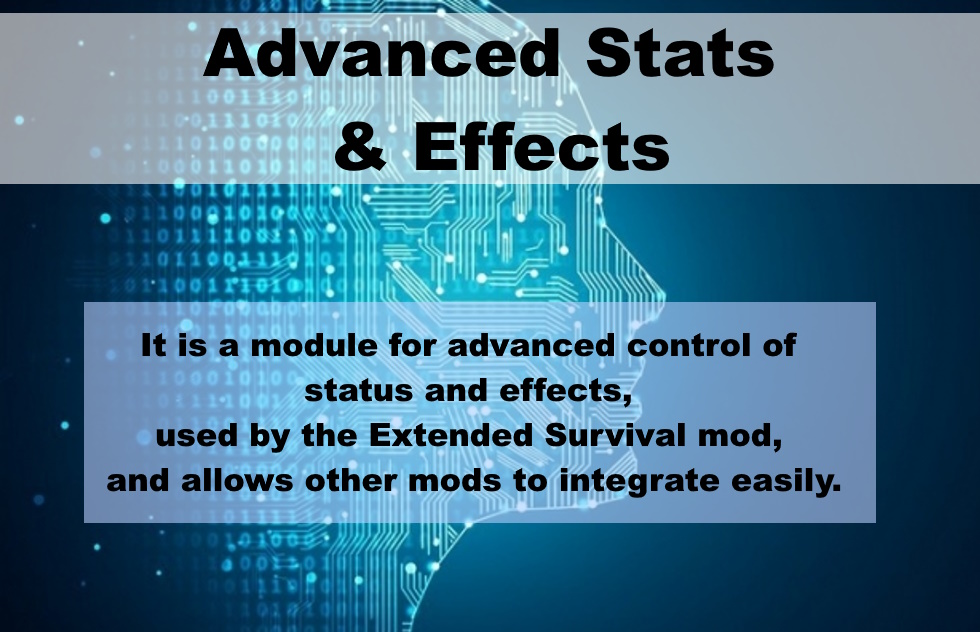 Advanced Stats
& Effects
It is a module for advanced control of
status and effects,
used by the Extended Survival mod,
and allows other mods to integrate easily.